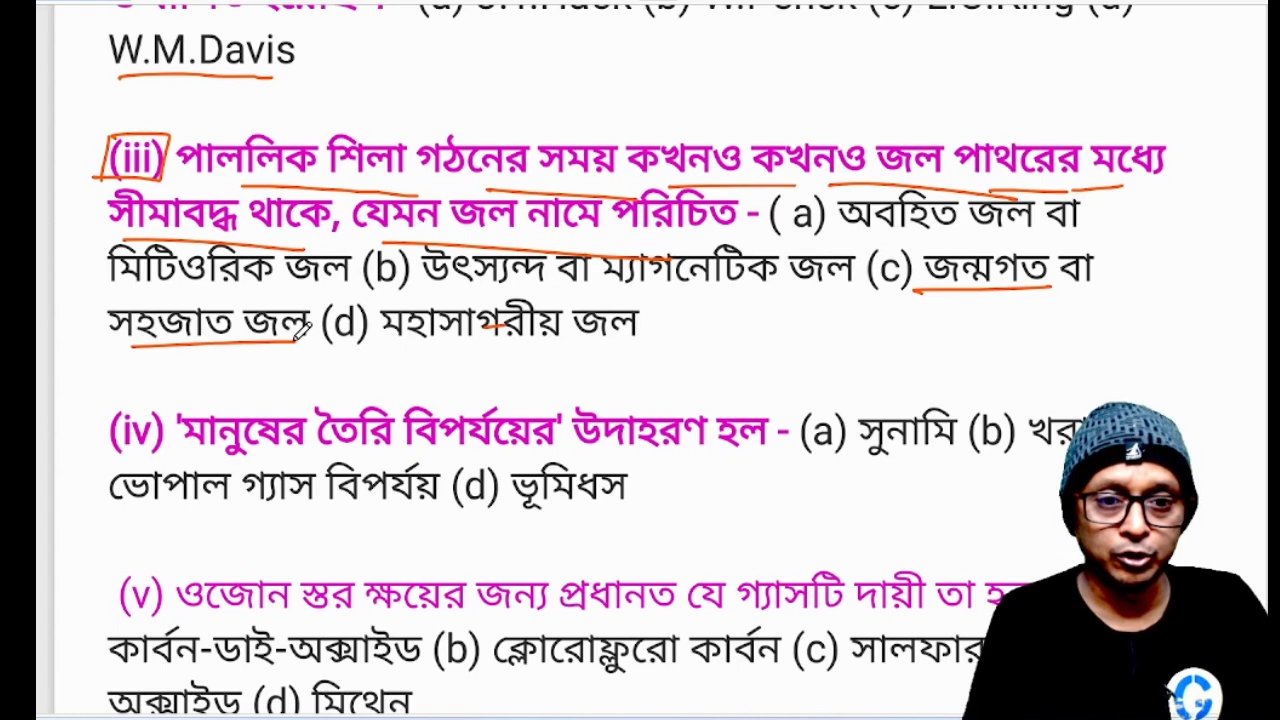 W.M.Davis
(iii) পাললিক শিলা গঠনের সময় কখনও কখনও জল পাথরের মধ্যে
সীমাবদ্ধ থাকে, যেমন জল নামে পরিচিত - ( a) অবহিত জল বা
মিটিওরিক জল (b) উৎস্যন্দ বা ম্যাগনেটিক জল (c) জন্মগত বা
সহজাত জল (d) মহাসাগরীয় জল
(iv) 'মানুষের তৈরি বিপর্যয়ের' উদাহরণ হল - (a) সুনামি (b)
ভোপাল গ্যাস বিপর্যয় (d) ভূমিধস
(v) ওজোন স্তর ক্ষয়ের জন্য প্রধানত যে গ্যাসটি দায়ী তা
কার্বন-ডাই-অক্সাইড (b) ক্লোরোফ্লুরো কার্বন (c) সালফার
অক্সাইড (d) মিথেন